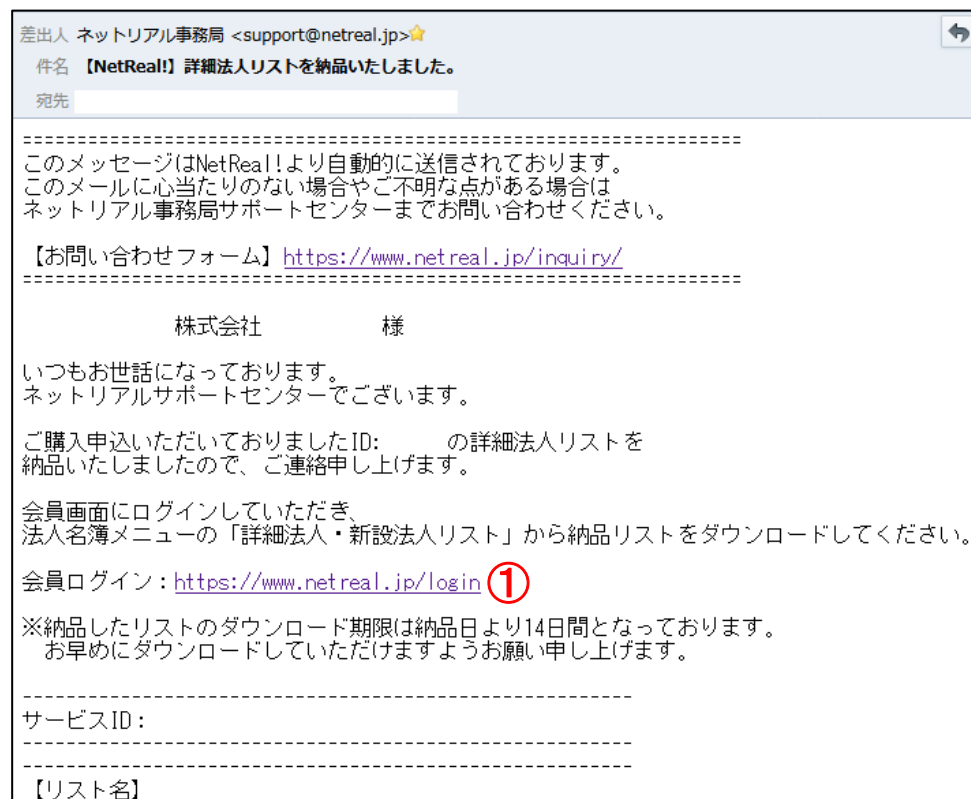 差出人 ネットリアル事務局 <support@netreal.jp>
件名 【NetReal!】詳細法人リストを納品いたしました。
宛先
==================================================================
このメッセージはNetReal!より自動的に送信されております。
このメールに心当たりのない場合やご不明な点がある場合は
ネットリアル事務局サポートセンターまでお問い合わせください。
【お問い合わせフォーム】https://www.netreal.jp/inquiry/
==================================================================
株式会社 様
いつもお世話になっております。
ネットリアルサポートセンターでございます。
ご購入申込いただいておりましたID: の詳細法人リストを
納品いたしましたので、ご連絡申し上げます。
会員画面にログインしていただき、
法人名簿メニューの「詳細法人・新設法人リスト」から納品リストをダウンロードしてください。
会員ログイン：https://www.netreal.jp/login ①
※納品したリストのダウンロード期限は納品日より14日間となっております。
お早めにダウンロードしていただけますようお願い申し上げます。
--------------------------------------------------------
サービスID：
--------------------------------------------------------
--------------------------------------------------------
【リスト名】